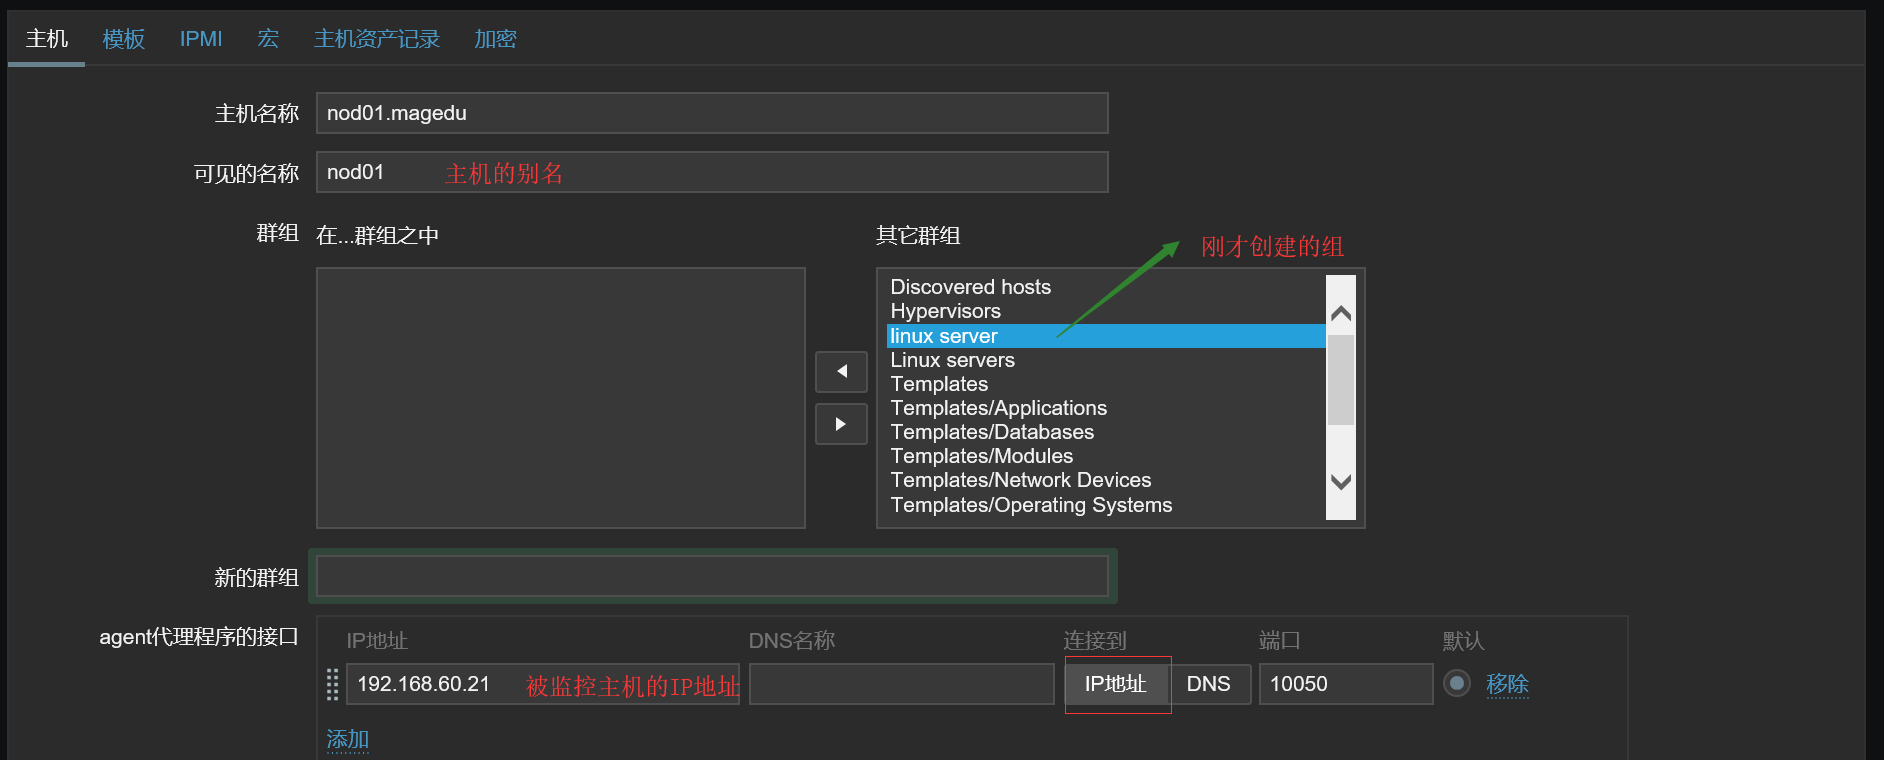 主机 模板 IPMI 宏 主机资产记录 加密
主机名称 nod01.magedu
可见的名称 nod01 主机的别名
群组 在...群组之中 其它群组 刚才创建的组
Discovered hosts
Hypervisors
linux server
Linux servers
Templates
Templates/Applications
Templates/Databases
Templates/Modules
Templates/Network Devices
Templates/Operating Systems
新的群组
agent代理程序的接口 IP地址 DNS名称 连接到 端口 默认
192.168.60.21 被监控主机的IP地址 IP地址 DNS 10050 移除
添加